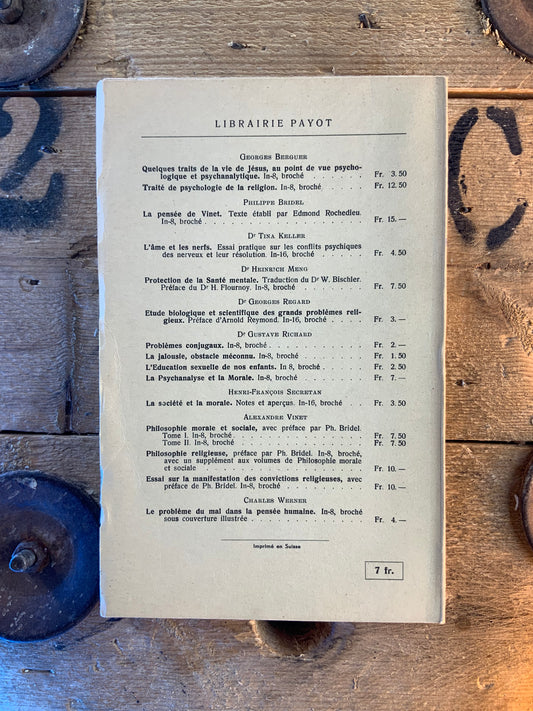 LIBRAIRIE PAYOT
GEORGES BERGUER
Quelques traits de la vie de Jésus, au point de vue psycho-
logique et psychanalytique. In-8, broché . . . . . . . Fr. 3.50
Traité de psychologie de la religion. In-8, broché . . . . . Fr. 12.50
PHILIPPE BRIDEL
La pensée de Vinet. Texte établi par Edmond Rochedieu.
In-8, broché . . . . . . . . . . . . . . . . . Fr. 15.—
Dr TINA KELLER
L'âme et les nerfs. Essai pratique sur les conflits psychiques
des nerveux et leur résolution. In-16, broché . . . . . Fr. 4.50
Dr HEINRICH MENG
Protection de la Santé mentale. Traduction du Dr W. Bischler.
Préface du Dr H. Flournoy. In-8, broché . . . . . . . Fr. 7.50
Dr GEORGES REGARD
Etude biologique et scientifique des grands problèmes reli-
gieux. Préface d'Arnold Reymond. In-16, broché . . . . Fr. 3.—
Dr GUSTAVE RICHARD
Problèmes conjugaux. In-8, broché . . . . . . . . . . Fr. 2.—
La jalousie, obstacle méconnu. In-8, broché . . . . . . . Fr. 1.50
L'Education sexuelle de nos enfants. In-8, broché . . . . . Fr. 2.50
La Psychanalyse et la Morale. In-8, broché . . . . . . . Fr. 7.—
HENRI-FRANÇOIS SECRETAN
La société et la morale. Notes et aperçus. In-16, broché . . . Fr. 3.50
ALEXANDRE VINET
Philosophie morale et sociale, avec préface par Ph. Bridel.
Tome I. In-8, broché . . . . . . . . . . . . . . Fr. 7.50
Tome II. In-8, broché . . . . . . . . . . . . . . Fr. 7.50
Philosophie religieuse, préface par Ph. Bridel. In-8, broché,
avec un supplément aux volumes de Philosophie morale
et sociale . . . . . . . . . . . . . . . . . . Fr. 10.—
Essai sur la manifestation des convictions religieuses, avec
préface de Ph. Bridel. In-8, broché . . . . . . . . . Fr. 10.—
CHARLES WERNER
Le problème du mal dans la pensée humaine. In-8, broché
sous couverture illustrée . . . . . . . . . . . . . Fr. 4.—
Imprimé en Suisse
7 fr.
2
C